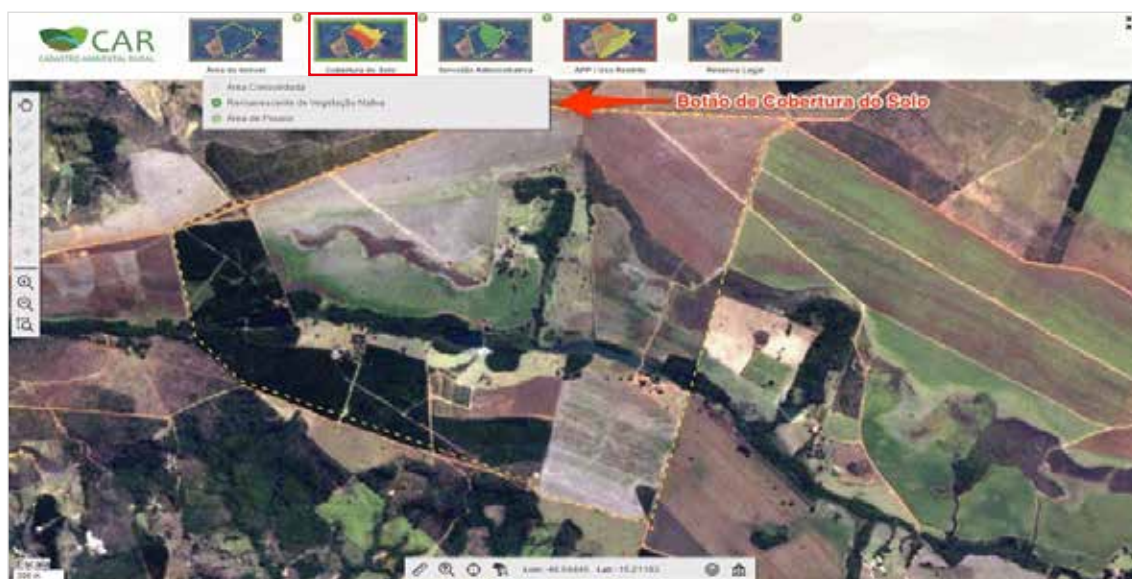 CAR
CADASTRO AMBIENTAL RURAL
Área do Imóvel
Cobertura do Solo
Servidão Administrativa
APP / Uso Restrito
Reserva Legal
Área Consolidada
Remanescente de Vegetação Nativa
Área de Pousio
Botão de Cobertura do Solo